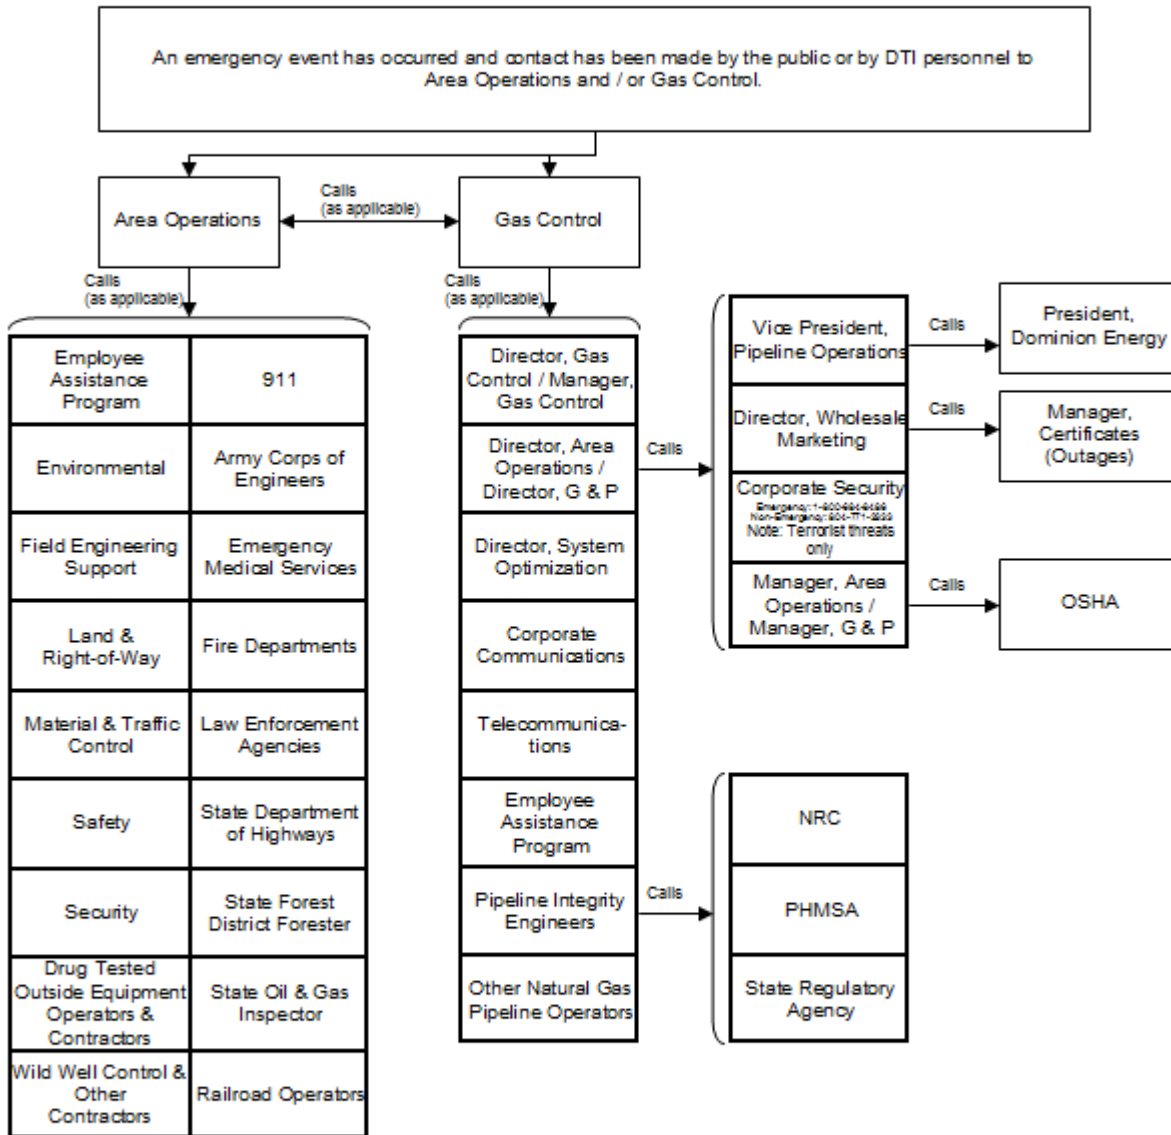 An emergency event has occurred and contact has been made by the public or by DTI personnel to
Area Operations and / or Gas Control.
Area Operations
Calls
(as applicable)
Gas Control
Calls
(as applicable)
Calls
(as applicable)
Employee
Assistance
Program
911
Environmental
Army Corps of
Engineers
Field Engineering
Support
Emergency
Medical Services
Land &
Right-of-Way
Fire Departments
Material & Traffic
Control
Law Enforcement
Agencies
Safety
State Department
of Highways
Security
State Forest
District Forester
Drug Tested
Outside Equipment
Operators &
Contractors
State Oil & Gas
Inspector
Wild Well Control &
Other
Contractors
Railroad Operators
Director, Gas
Control / Manager,
Gas Control
Director, Area
Operations /
Director, G & P
Director, System
Optimization
Corporate
Communications
Telecommunica-
tions
Employee
Assistance
Program
Pipeline Integrity
Engineers
Other Natural Gas
Pipeline Operators
Calls
Vice President,
Pipeline Operations
Calls
President,
Dominion Energy
Director, Wholesale
Marketing
Calls
Manager,
Certificates
(Outages)
Corporate Security
Emergency:
Non-Emergency:
Note: Terrorist threats
only
Manager, Area
Operations /
Manager, G & P
Calls
OSHA
Calls
NRC
PHMSA
State Regulatory
Agency